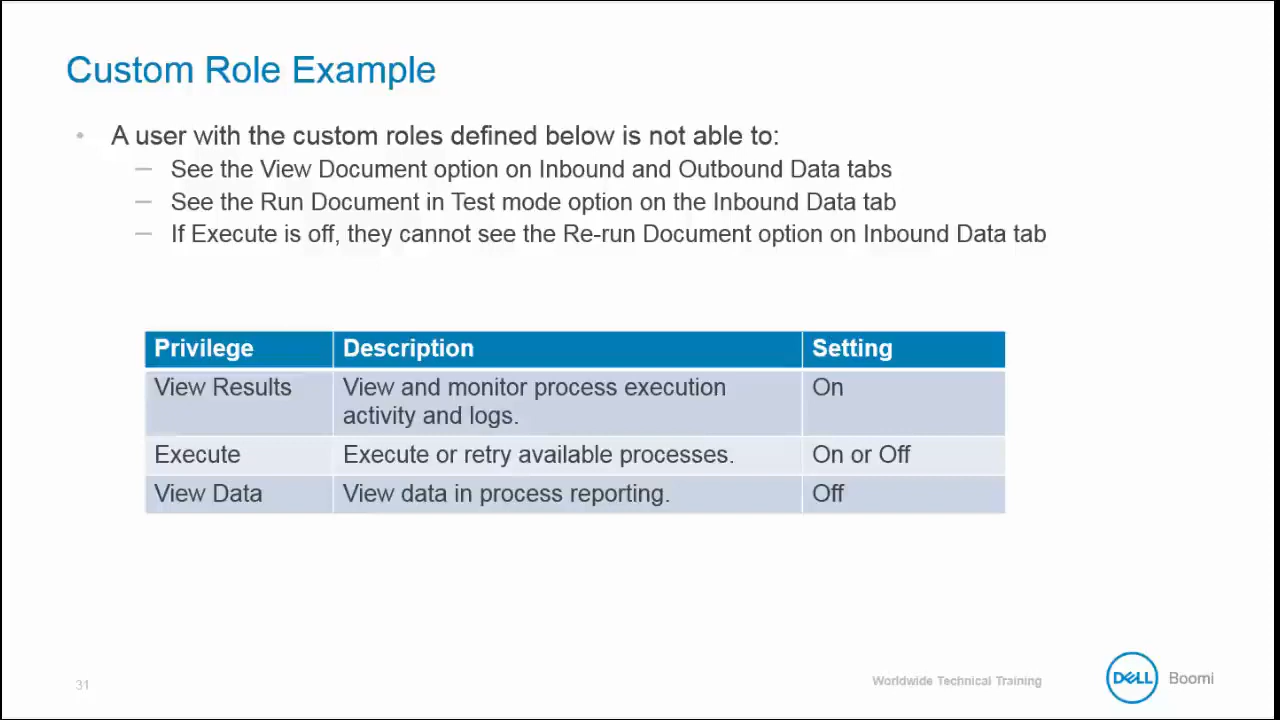 Custom Role Example
• A user with the custom roles defined below is not able to:
— See the View Document option on Inbound and Outbound Data tabs
— See the Run Document in Test mode option on the Inbound Data tab
— If Execute is off, they cannot see the Re-run Document option on Inbound Data tab
Privilege Description Setting
View Results View and monitor process execution On
activity and logs.
Execute Execute or retry available processes. On or Off
View Data View data in process reporting. Off
31 Worldwide Technical Training DELL Boomi